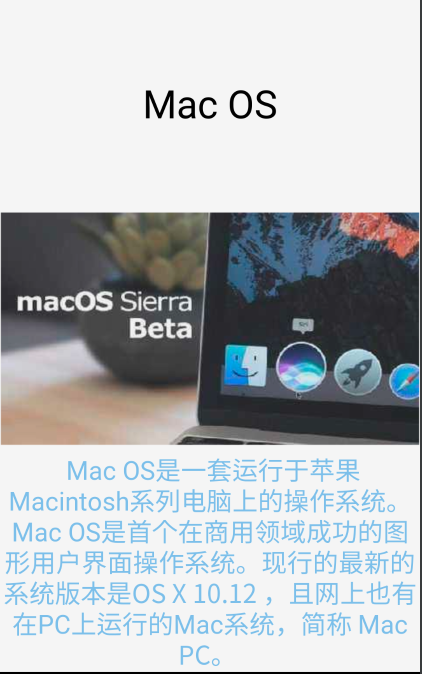 Mac OS
macOS Sierra
Beta
Mac OS是一套运行于苹果
Macintosh系列电脑上的操作系统。
Mac OS是首个在商用领域成功的图
形用户界面操作系统。现行的最新的
系统版本是OS X 10.12 ，且网上也有
在PC上运行的Mac系统，简称 Mac
PC。